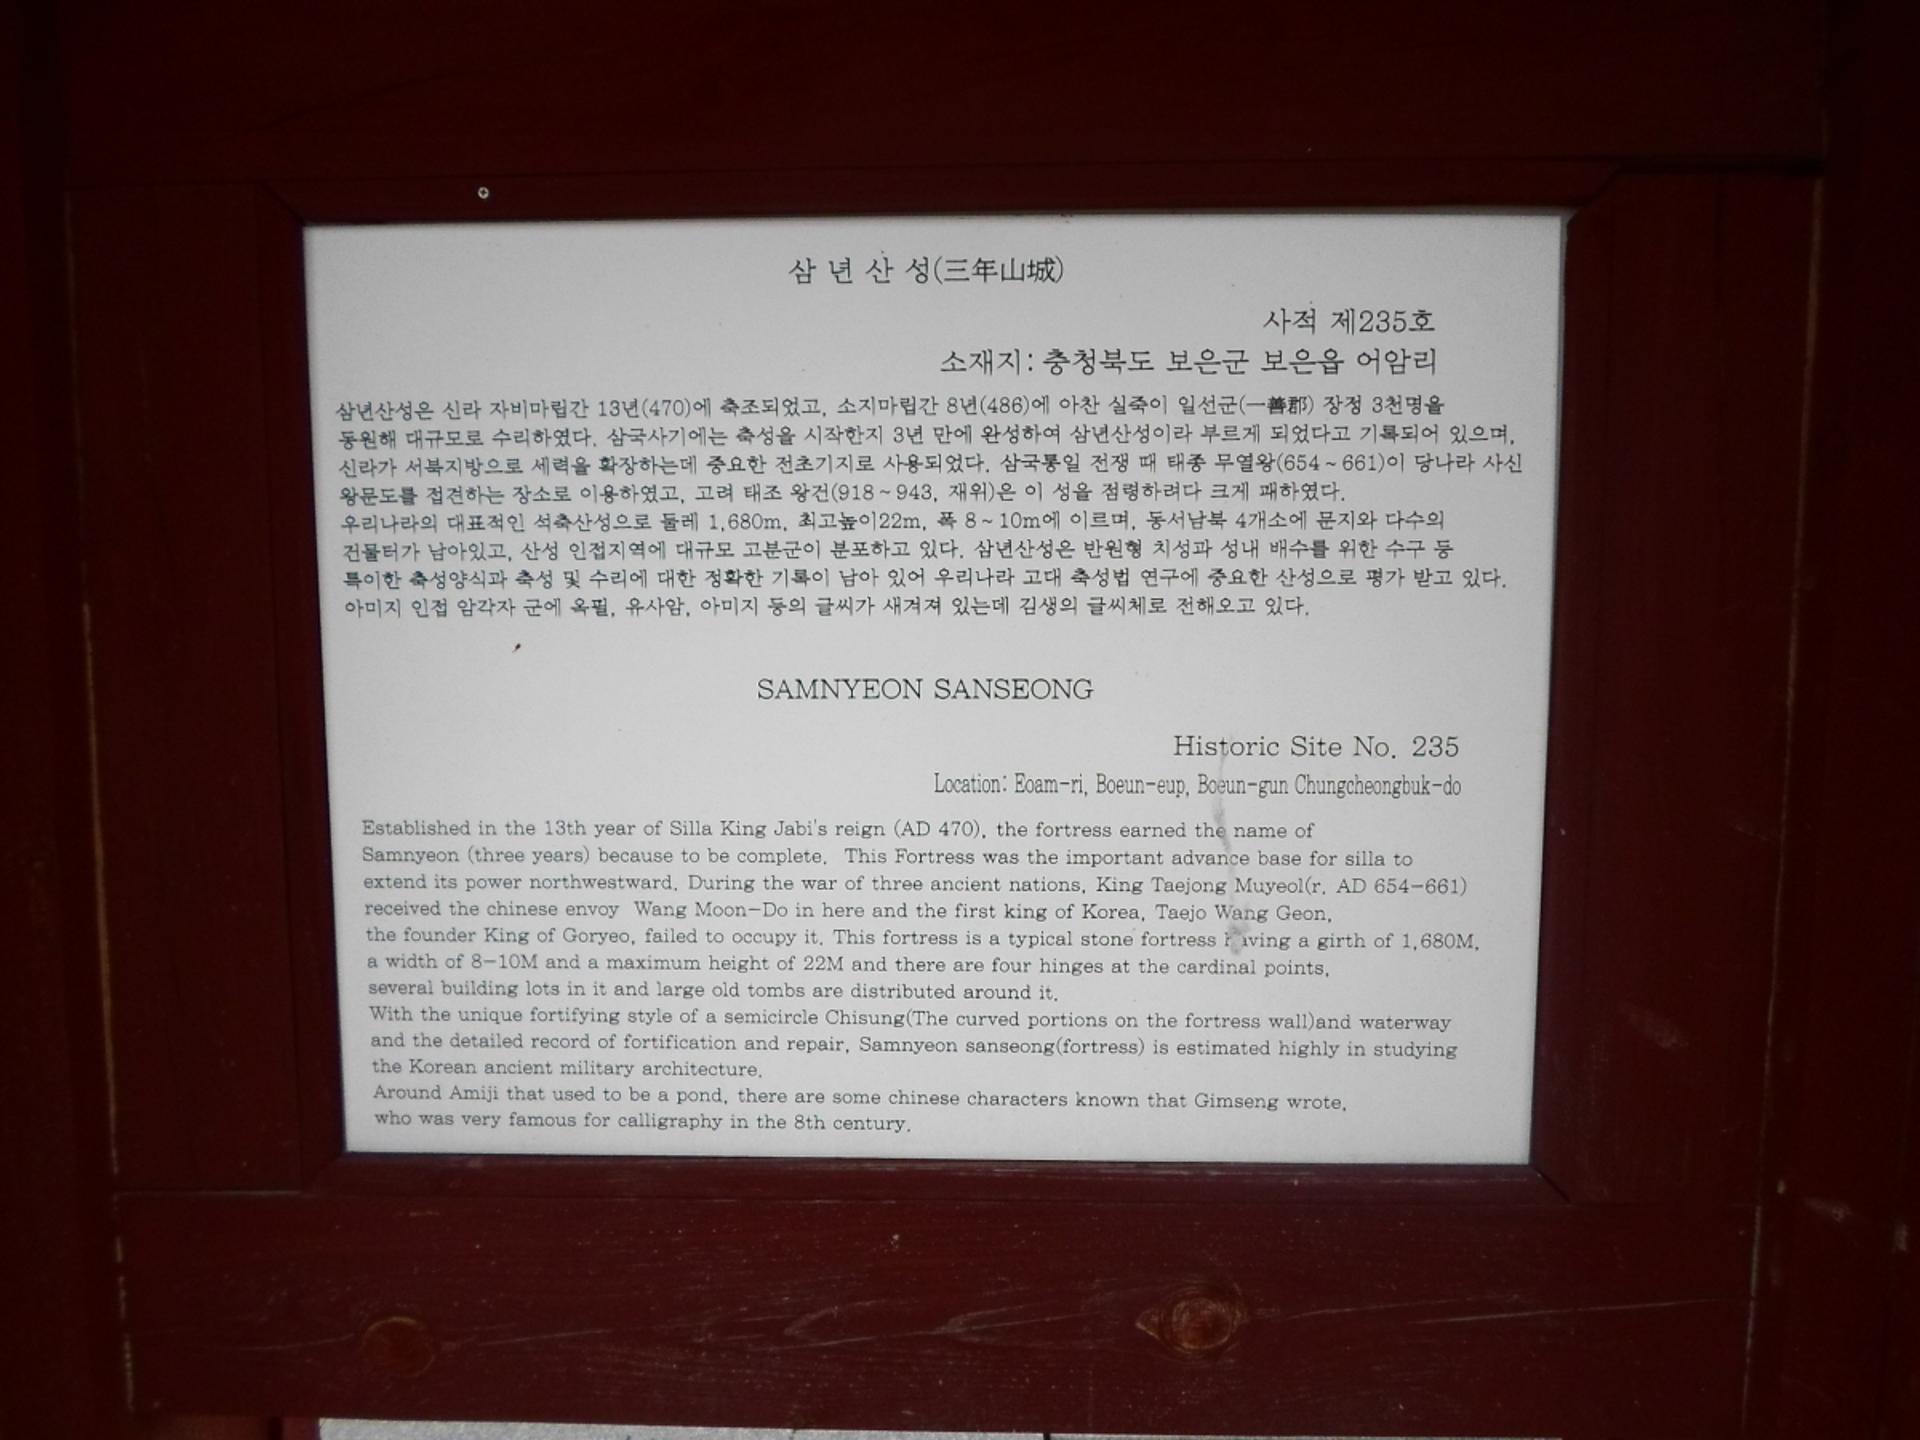 삼 년 산 성(三年山城)
사적 제235호
소재지: 충청북도 보은군 보은읍 어암리
삼년산성은 신라 자비마립간 13년(470)에 축조되었고, 소지마립간 8년(486)에 아찬 실죽이 일선군(一善郡) 장정 3천명을
동원해 대규모로 수리하였다. 삼국사기에는 축성을 시작한지 3년 만에 완성하여 삼년산성이라 부르게 되었다고 기록되어 있으며,
신라가 서북지방으로 세력을 확장하는데 중요한 전초기지로 사용되었다. 삼국통일 전쟁 때 태종 무열왕(654~661)이 당나라 사신
왕문도를 접견하는 장소로 이용하였고, 고려 태조 왕건(918~943, 재위)은 이 성을 점령하려다 크게 패하였다.
우리나라의 대표적인 석축산성으로 둘레 1,680m, 최고높이22m, 폭 8~10m에 이르며, 동서남북 4개소에 문지와 다수의
건물터가 남아있고, 산성 인접지역에 대규모 고분군이 분포하고 있다. 삼년산성은 반원형 치성과 성내 배수를 위한 수구 등
특이한 축성양식과 축성 및 수리에 대한 정확한 기록이 남아 있어 우리나라 고대 축성법 연구에 중요한 산성으로 평가 받고 있다.
아미지 인접 암각자 군에 옥필, 유사암, 아미지 등의 글씨가 새겨져 있는데 김생의 글씨체로 전해오고 있다.
SAMNYEON SANSEONG
Historic Site No. 235
Location: Eoam-ri, Boeun-eup, Boeun-gun Chungcheongbuk-do
Established in the 13th year of Silla King Jabi's reign (AD 470), the fortress earned the name of
Samnyeon (three years) because to be complete. This Fortress was the important advance base for silla to
extend its power northwestward. During the war of three ancient nations, King Taejong Muyeol(r. AD 654-661)
received the chinese envoy Wang Moon-Do in here and the first king of Korea, Taejo Wang Geon,
the founder King of Goryeo, failed to occupy it. This fortress is a typical stone fortress having a girth of 1,680M,
a width of 8-10M and a maximum height of 22M and there are four hinges at the cardinal points,
several building lots in it and large old tombs are distributed around it.
With the unique fortifying style of a semicircle Chisung(The curved portions on the fortress wall)and waterway
and the detailed record of fortification and repair, Samnyeon sanseong(fortress) is estimated highly in studying
the Korean ancient military architecture.
Around Amiji that used to be a pond, there are some chinese characters known that Gimseng wrote,
who was very famous for calligraphy in the 8th century.